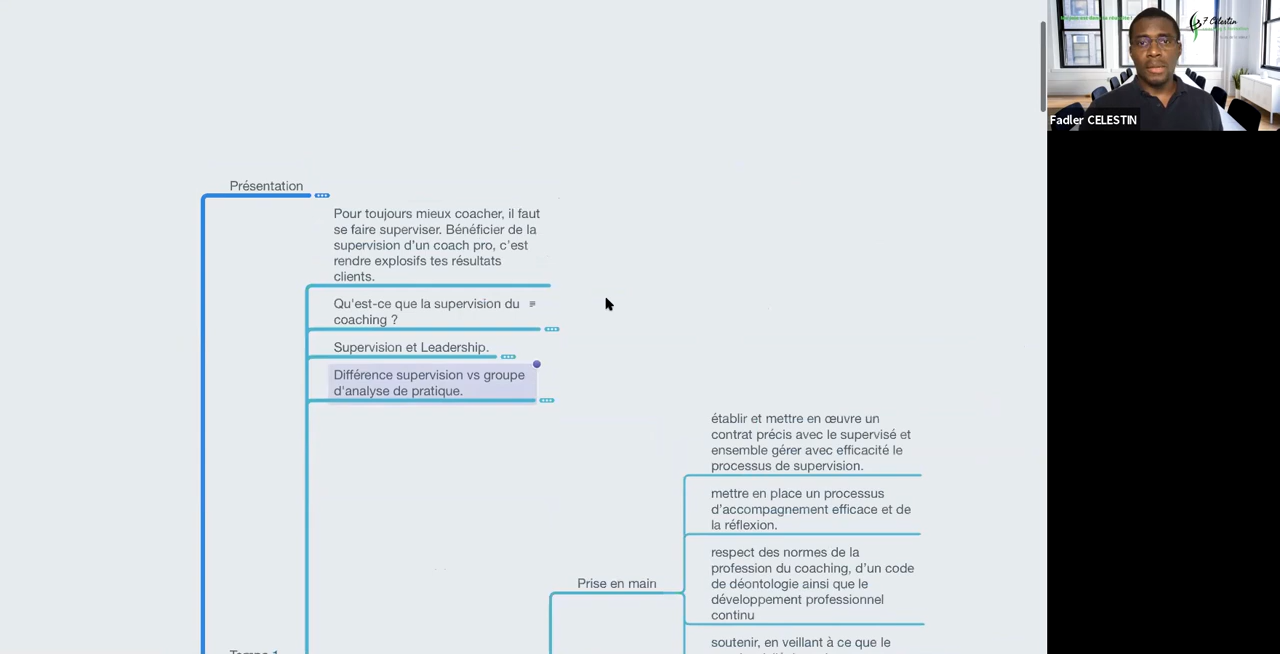 Présentation
Pour toujours mieux coacher, il faut
se faire superviser. Bénéficier de la
supervision d'un coach pro, c'est
rendre explosifs tes résultats
clients.
Qu'est-ce que la supervision du
coaching ?
Supervision et Leadership.
Différence supervision vs groupe
d'analyse de pratique.
établir et mettre en œuvre un
contrat précis avec le supervisé et
ensemble gérer avec efficacité le
processus de supervision.
mettre en place un processus
d'accompagnement efficace et de
la réflexion.
Prise en main
respect des normes de la
profession du coaching, d'un code
de déontologie ainsi que le
développement professionnel
continu
soutenir, en veillant à ce que le
7 Célestin
Fadler CELESTIN